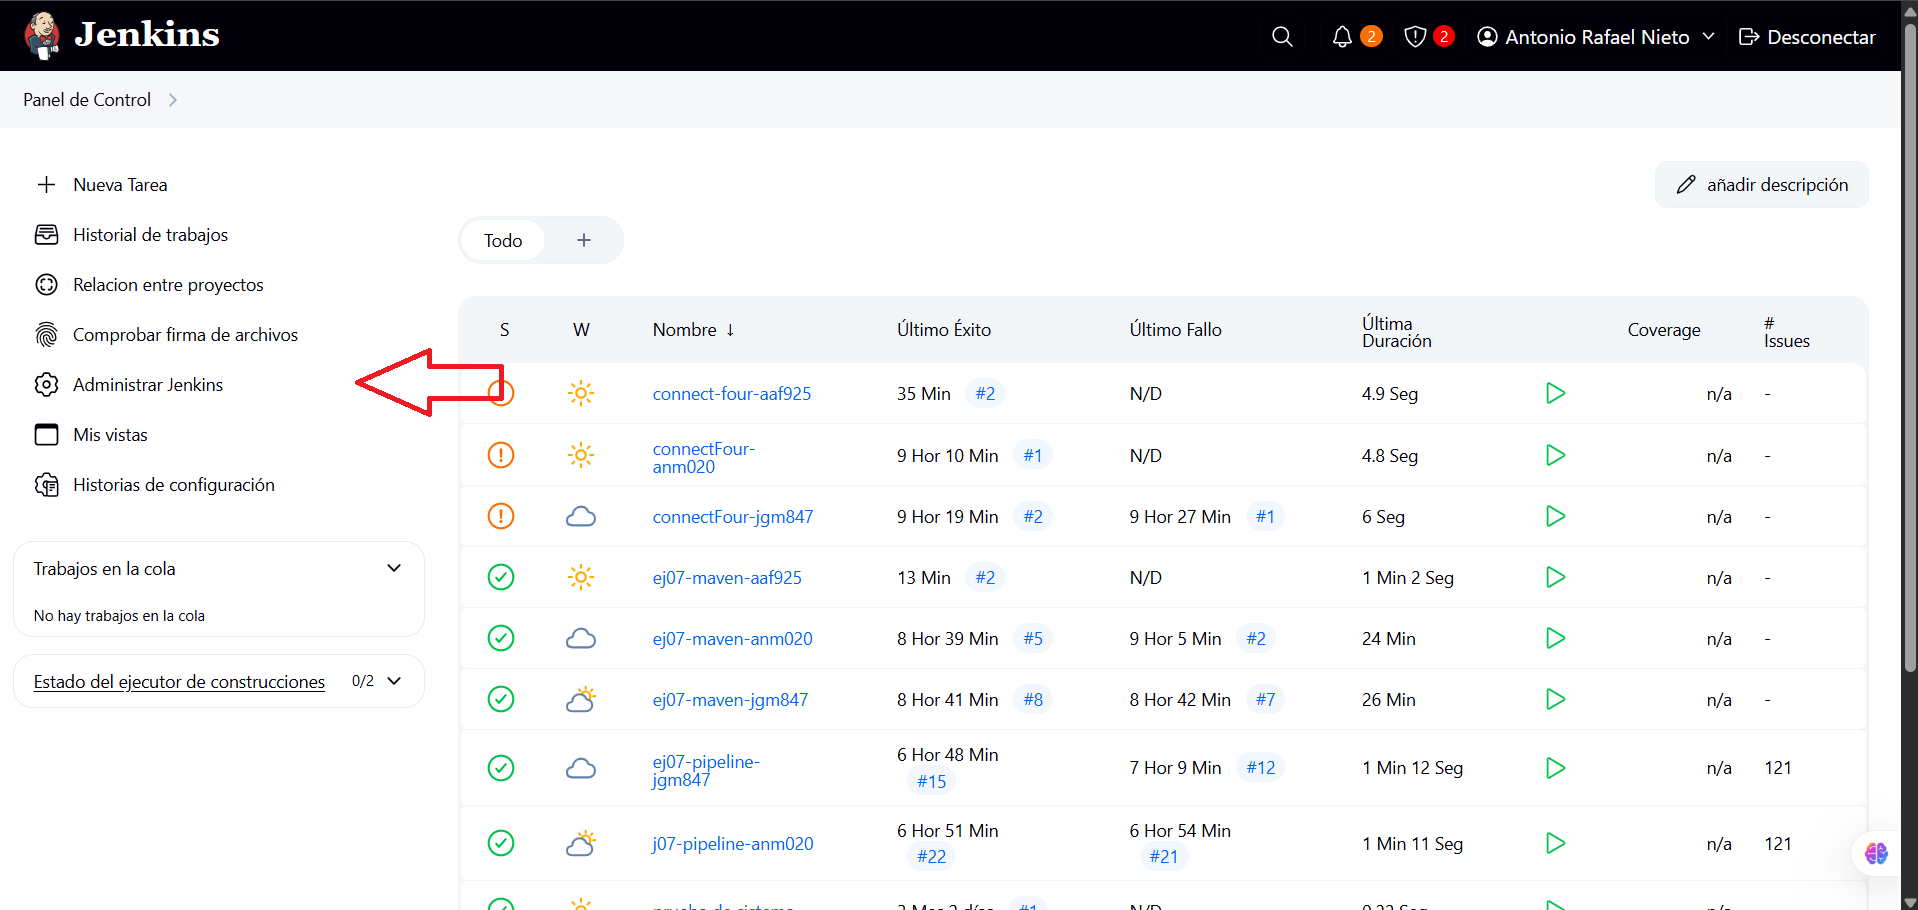 Jenkins
2
2
Antonio Rafael Nieto
Desconectar
Panel de Control
Nueva Tarea
Historial de trabajos
Relacion entre proyectos
Comprobar firma de archivos
Administrar Jenkins
Mis vistas
Historias de configuración
Trabajos en la cola
No hay trabajos en la cola
Estado del ejecutor de construcciones 0/2
añadir descripción
Todo +
S W Nombre ↓ Último Éxito Último Fallo Última Duración Coverage # Issues
connect-four-aaf925 35 Min #2 N/D 4.9 Seg n/a -
connectFour-anm020 9 Hor 10 Min #1 N/D 4.8 Seg n/a -
connectFour-jgm847 9 Hor 19 Min #2 9 Hor 27 Min #1 6 Seg n/a -
ej07-maven-aaf925 13 Min #2 N/D 1 Min 2 Seg n/a -
ej07-maven-anm020 8 Hor 39 Min #5 9 Hor 5 Min #2 24 Min n/a -
ej07-maven-jgm847 8 Hor 41 Min #8 8 Hor 42 Min #7 26 Min n/a -
ej07-pipeline-jgm847 6 Hor 48 Min #15 7 Hor 9 Min #12 1 Min 12 Seg n/a 121
j07-pipeline-anm020 6 Hor 51 Min #22 6 Hor 54 Min #21 1 Min 11 Seg n/a 121